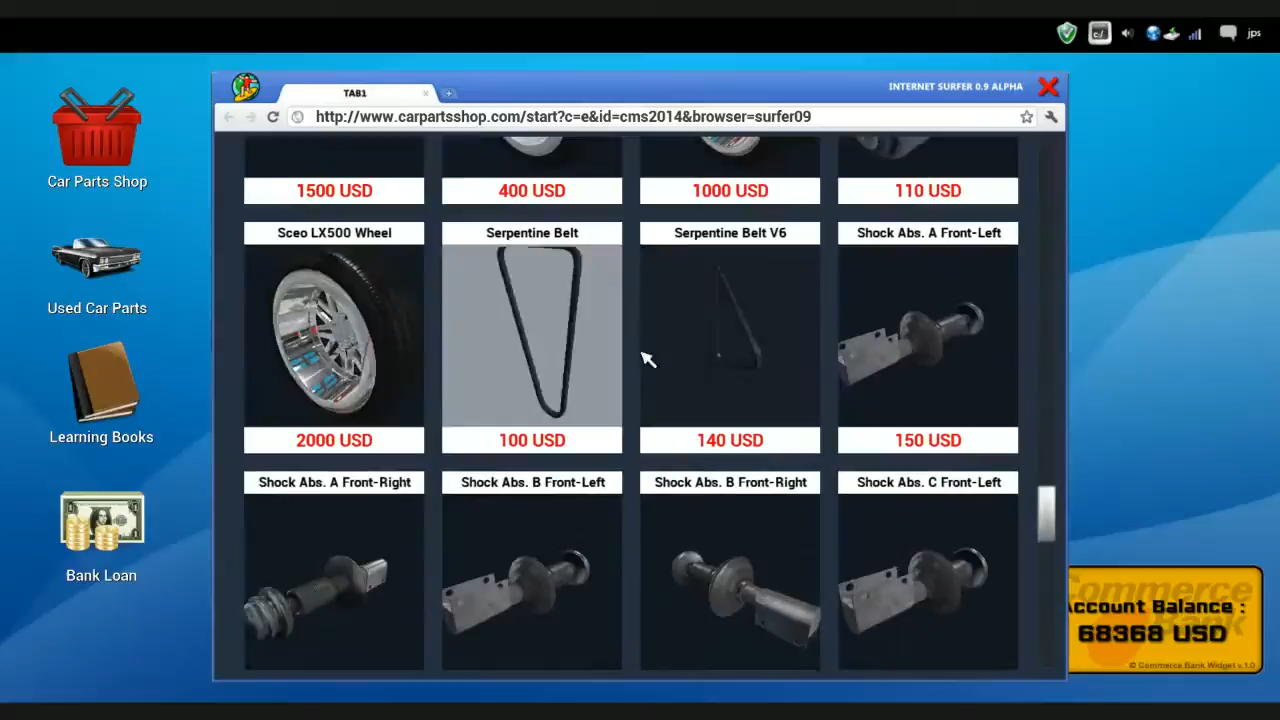 jps
TAB1
INTERNET SURFER 0.9 ALPHA
http://www.carpartsshop.com/start?c=e&id=cms2014&browser=surfer09
Car Parts Shop
Used Car Parts
Learning Books
Bank Loan
1500 USD
400 USD
1000 USD
110 USD
Sceo LX500 Wheel
Serpentine Belt
Serpentine Belt V6
Shock Abs. A Front-Left
2000 USD
100 USD
140 USD
150 USD
Shock Abs. A Front-Right
Shock Abs. B Front-Left
Shock Abs. B Front-Right
Shock Abs. C Front-Left
Commerce
Bank
Account Balance :
68368 USD
© Commerce Bank Widget v.1.0